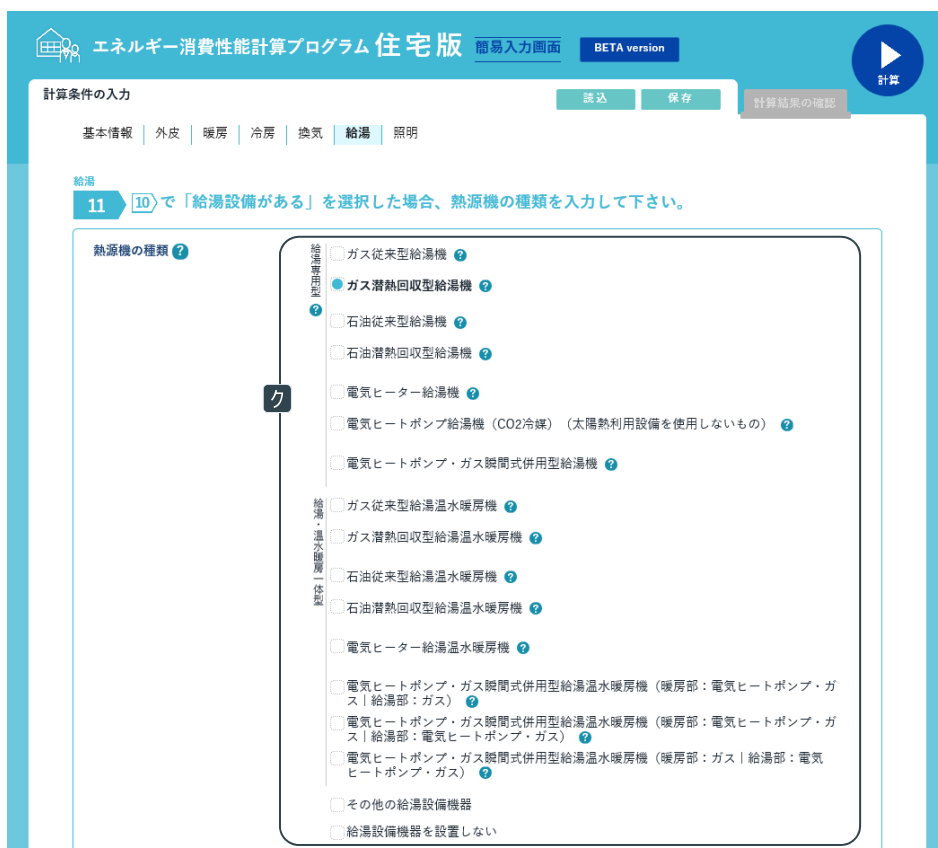 エネルギー消費性能計算プログラム 住宅版 簡易入力画面 BETA version
計算
計算条件の入力 読込 保存 計算結果の確認
基本情報 外皮 暖房 冷房 換気 給湯 照明
給湯
11 10で「給湯設備がある」を選択した場合、熱源機の種類を入力して下さい。
熱源機の種類 ?
ク
給湯専用型 ?
ガス従来型給湯機 ?
ガス潜熱回収型給湯機 ?
石油従来型給湯機 ?
石油潜熱回収型給湯機 ?
電気ヒーター給湯機 ?
電気ヒートポンプ給湯機（CO2冷媒）（太陽熱利用設備を使用しないもの） ?
電気ヒートポンプ・ガス瞬間式併用型給湯機 ?
給湯・温水暖房一体型
ガス従来型給湯温水暖房機 ?
ガス潜熱回収型給湯温水暖房機 ?
石油従来型給湯温水暖房機 ?
石油潜熱回収型給湯温水暖房機 ?
電気ヒーター給湯温水暖房機 ?
電気ヒートポンプ・ガス瞬間式併用型給湯温水暖房機（暖房部：電気ヒートポンプ・ガ
ス｜給湯部：ガス） ?
電気ヒートポンプ・ガス瞬間式併用型給湯温水暖房機（暖房部：電気ヒートポンプ・ガ
ス｜給湯部：電気ヒートポンプ・ガス） ?
電気ヒートポンプ・ガス瞬間式併用型給湯温水暖房機（暖房部：ガス｜給湯部：電気
ヒートポンプ・ガス） ?
その他の給湯設備機器
給湯設備機器を設置しない